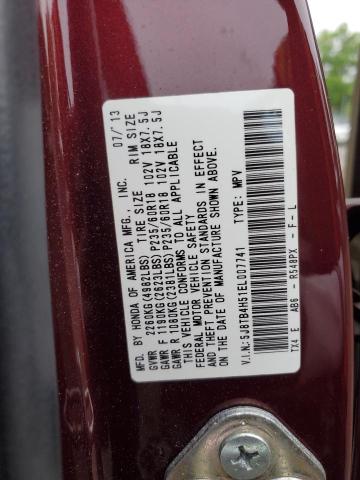 MFD. BY HONDA OF AMERICA MFG., INC. 07/'13
GVWR 2260KG(4982LBS) TIRE SIZE RIM SIZE
GAWR F 1190KG(2623LBS) P235/60R18 102V 18X7.5J
GAWR R 1080KG(2381LBS) P235/60R18 102V 18X7.5J
THIS VEHICLE CONFORMS TO ALL APPLICABLE
FEDERAL MOTOR VEHICLE SAFETY
AND THEFT PREVENTION STANDARDS IN EFFECT ON THE
DATE OF MANUFACTURE SHOWN ABOVE.
V.I.N: 5J8TB4H51EL007741 TYPE: MPV
TX4 E AB6 - R548PX - F - L